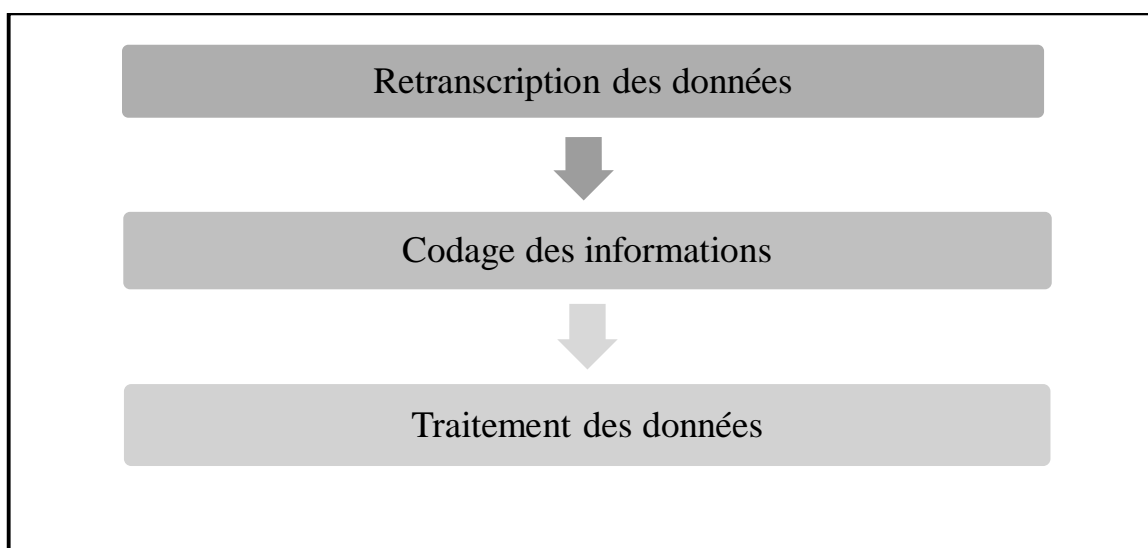 Retranscription des données
Codage des informations
Traitement des données